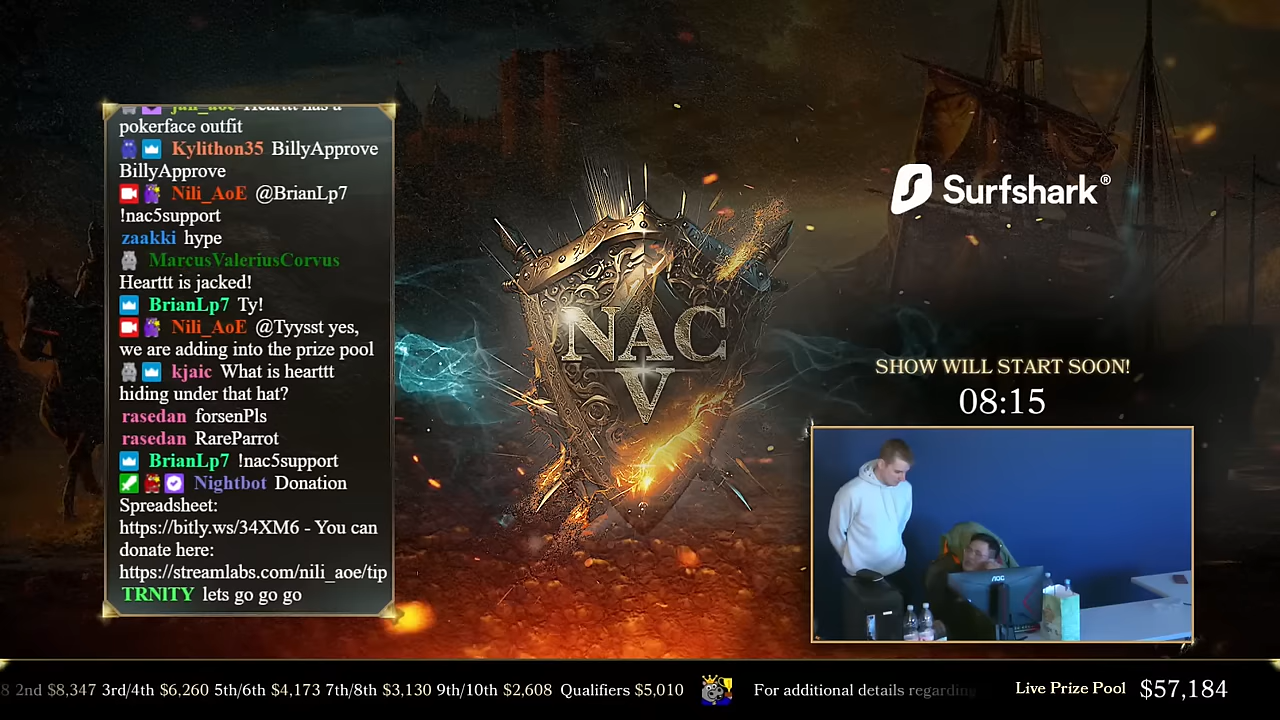 jan_aoe Hearttt has a
pokerface outfit
Kylithon35 BillyApprove
BillyApprove
Nili_AoE @BrianLp7
!nac5support
zaakki hype
MarcusValeriusCorvus
Hearttt is jacked!
BrianLp7 Ty!
Nili_AoE @Tyysst yes,
we are adding into the prize pool
kjaic What is hearttt
hiding under that hat?
rasedan forsenPls
rasedan RareParrot
BrianLp7 !nac5support
Nightbot Donation
Spreadsheet:
https://bitly.ws/34XM6 - You can
donate here:
https://streamlabs.com/nili_aoe/tip
TRNITY lets go go go
NAC
V
Surfshark®
SHOW WILL START SOON!
08:15
AOC
8 2nd $8,347 3rd/4th $6,260 5th/6th $4,173 7th/8th $3,130 9th/10th $2,608 Qualifiers $5,010
For additional details regarding
Live Prize Pool $57,184